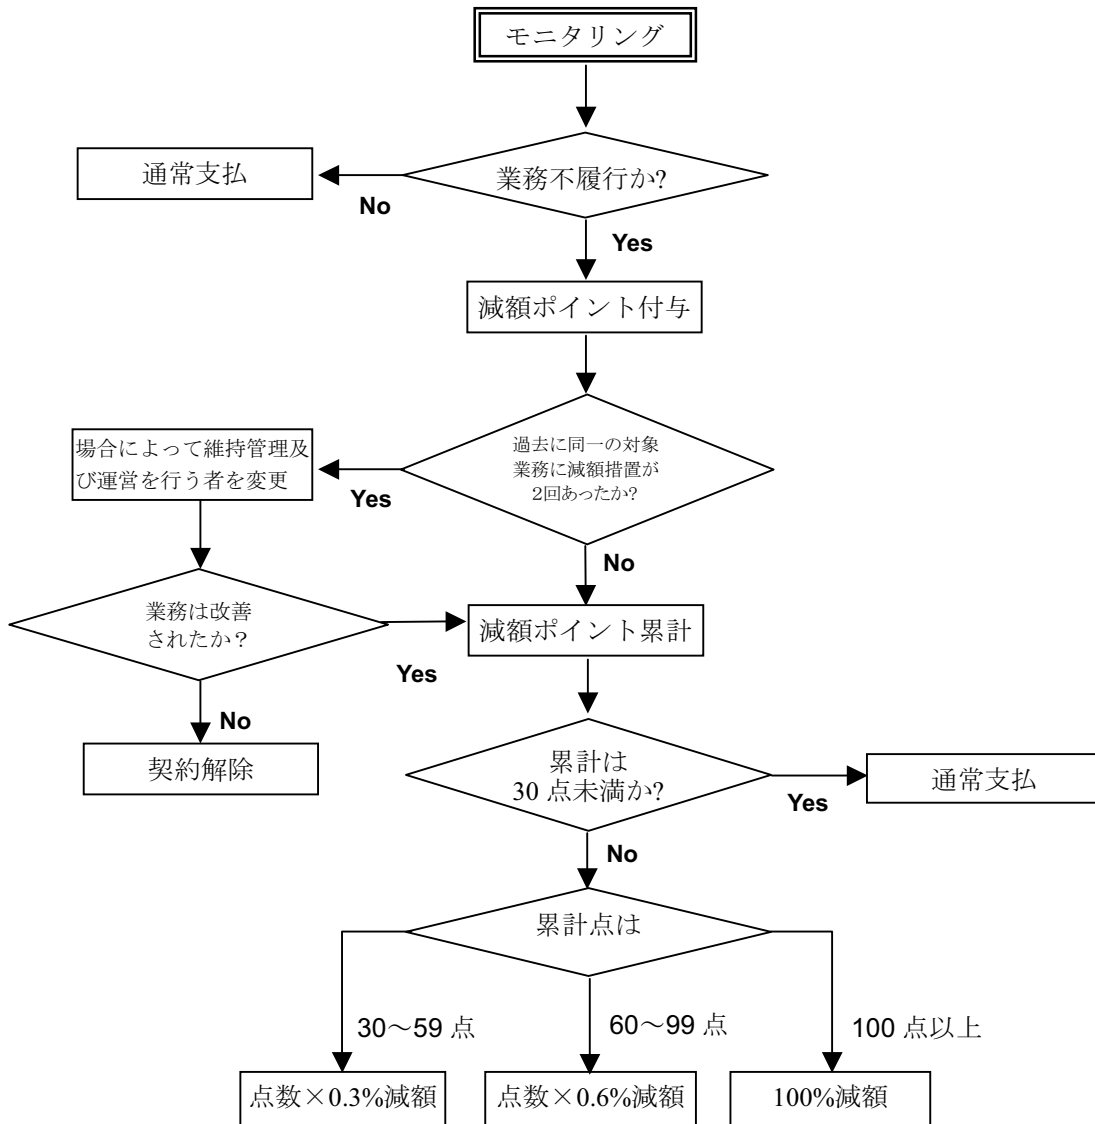 モニタリング
業務不履行か?
通常支払
No
Yes
減額ポイント付与
過去に同一の対象
業務に減額措置が
2回あったか?
場合によって維持管理及
び運営を行う者を変更
Yes
No
業務は改善
されたか？
減額ポイント累計
Yes
No
契約解除
累計は
30 点未満か?
通常支払
Yes
No
累計点は
30～59 点
60～99 点
100 点以上
点数×0.3%減額
点数×0.6%減額
100%減額